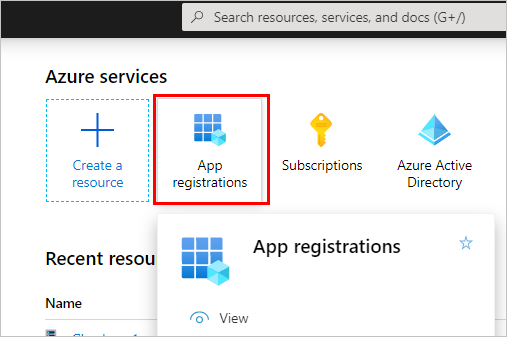 Search resources, services, and docs (G+/)
Azure services
Create a
resource
App
registrations
Subscriptions
Azure Active
Directory
App registrations
Recent resou
View
Name